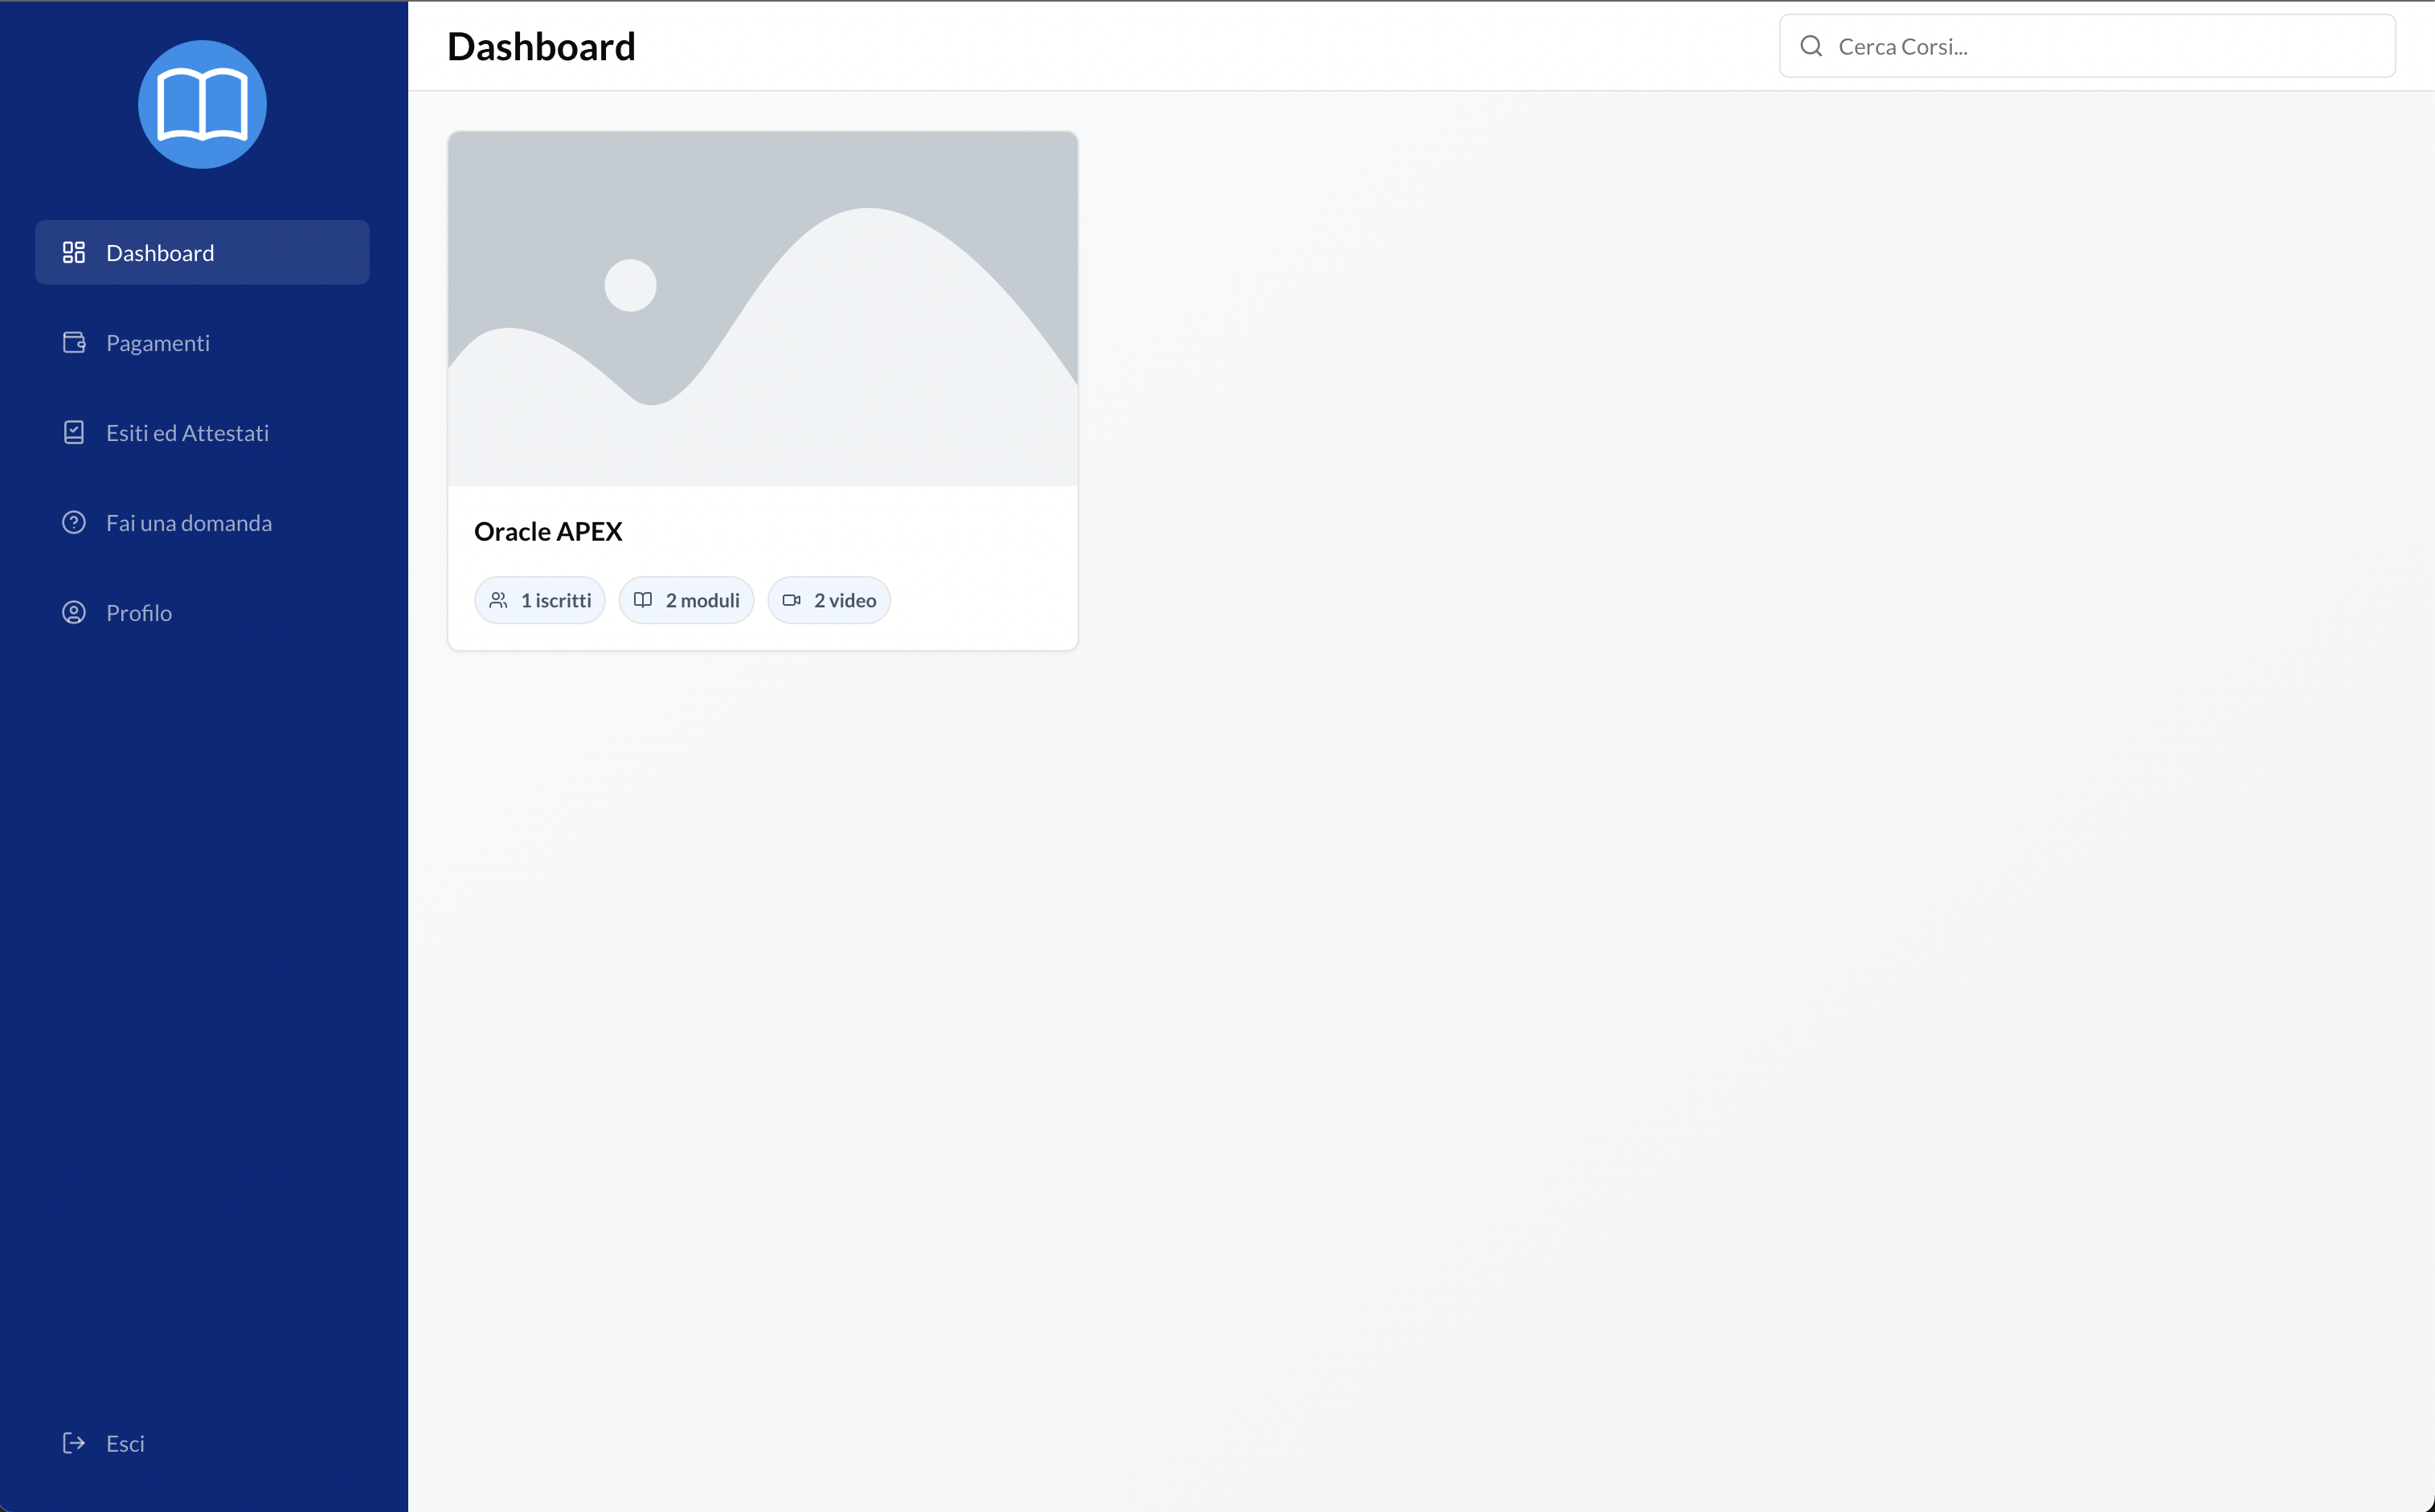 Dashboard
Pagamenti
Esiti ed Attestati
Fai una domanda
Profilo
Esci
Dashboard
Cerca Corsi...
Oracle APEX
1 iscritti
2 moduli
2 video